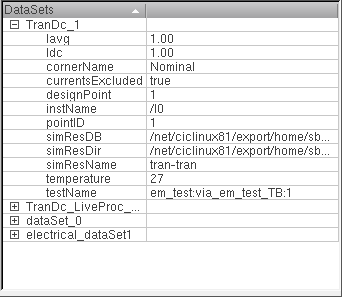 DataSets
TranDc_1
Iavg 1.00
Idc 1.00
cornerName Nominal
currentsExcluded true
designPoint 1
instName /I0
pointID 1
simResDB /net/ciclinux81/export/home/sb...
simResDir /net/ciclinux81/export/home/sb...
simResName tran-tran
temperature 27
testName em_test:via_em_test_TB:1
TranDc_LiveProc_...
dataSet_0
electrical_dataSet1